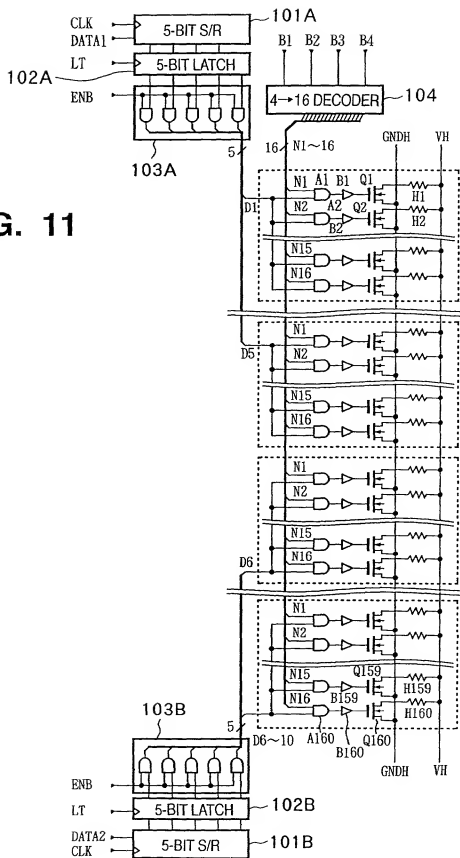 101A
CLK
5-BIT S/R
DATA1
102A
LT
5-BIT LATCH
ENB
103A
B1 B2 B3 B4
4→16 DECODER
104
GNDH VH
5
16
N1~16
FIG. 11
N1 A1 B1 Q1
H1
D1
N2 A2 Q2
B2
H2
N15
N16
N1
D5
N2
N15
N16
N1
N2
N15
D6
N16
N1
N2
N15
Q159
B159
H159
N16
H160
103B
5
D6~10
A160
B160
Q160
GNDH VH
ENB
LT
5-BIT LATCH
102B
DATA2
CLK
5-BIT S/R
101B